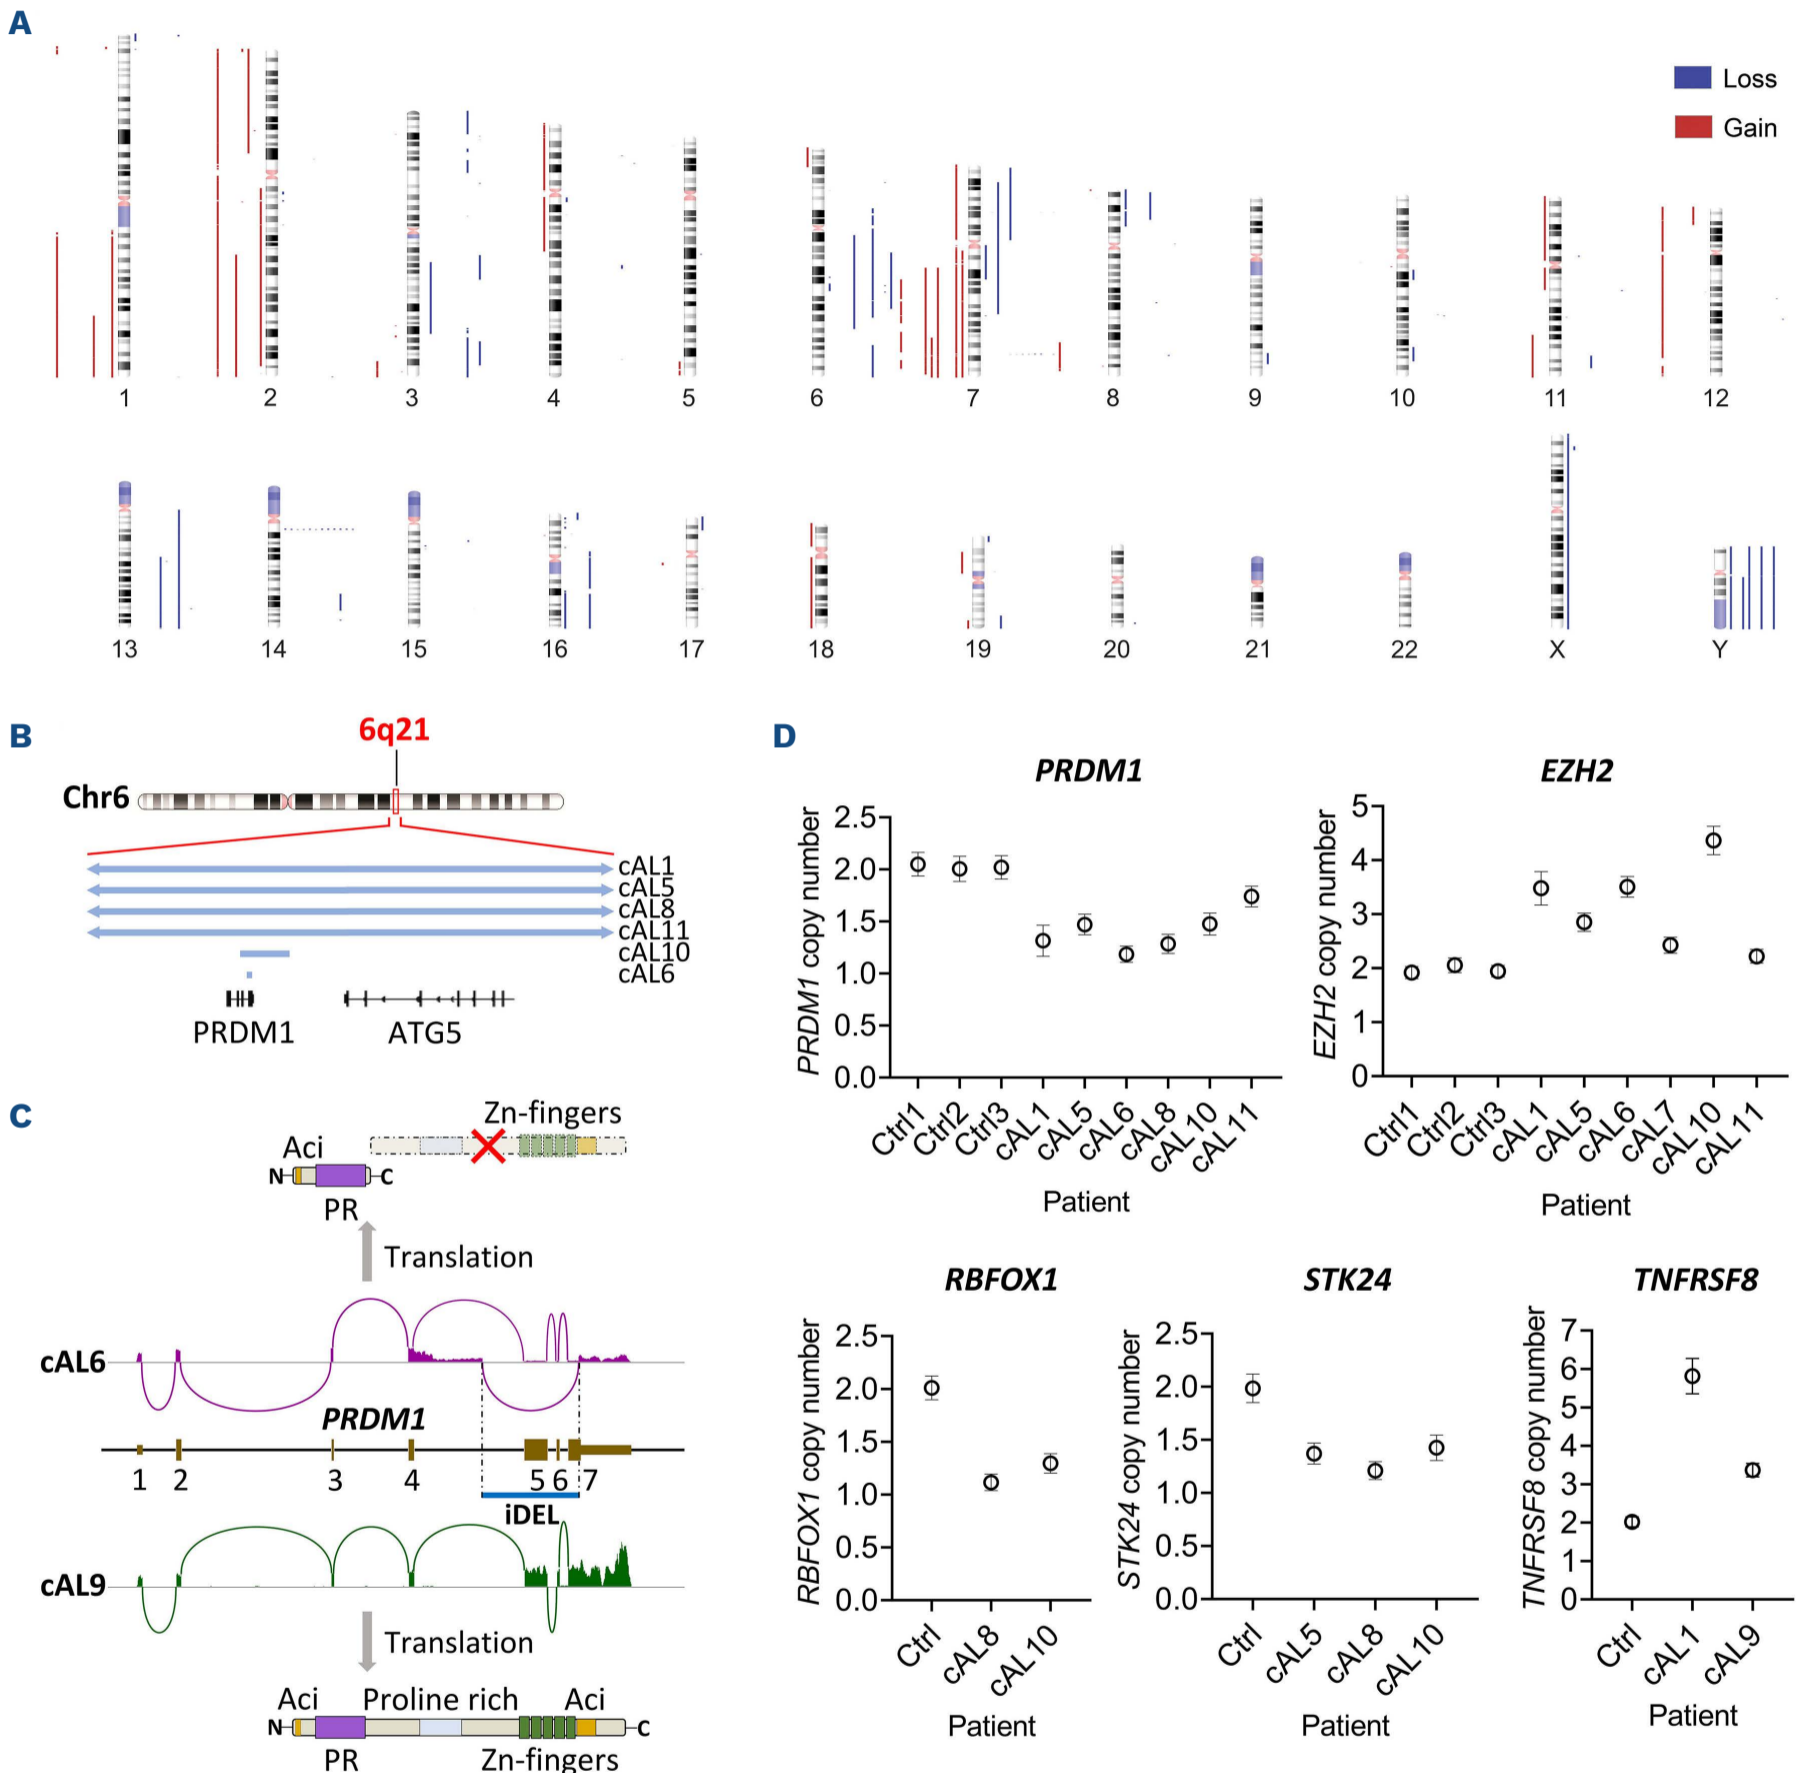 A
Loss
Gain
1 2 3 4 5 6 7 8 9 10 11 12
13 14 15 16 17 18 19 20 21 22 X Y
B
6q21
Chr6
cAL1
cAL5
cAL8
cAL11
cAL10
cAL6
PRDM1 ATG5
C
Zn-fingers
Aci
N C
PR
Translation
cAL6
PRDM1
1 2 3 4 5 6 7
iDEL
cAL9
Translation
Aci Proline rich Aci
N C
PR Zn-fingers
D
PRDM1
PRDM1 copy number
2.5
2.0
1.5
1.0
0.5
0.0
Ctrl1 Ctrl2 Ctrl3 cAL1 cAL5 cAL6 cAL8 cAL10 cAL11
Patient
EZH2
EZH2 copy number
5
4
3
2
1
0
Ctrl1 Ctrl2 Ctrl3 cAL1 cAL5 cAL6 cAL7 cAL10 cAL11
Patient
RBFOX1
RBFOX1 copy number
2.5
2.0
1.5
1.0
0.5
0.0
Ctrl cAL8 cAL10
Patient
STK24
STK24 copy number
2.5
2.0
1.5
1.0
0.5
0.0
Ctrl cAL5 cAL8 cAL10
Patient
TNFRSF8
TNFRSF8 copy number
7
6
5
4
3
2
1
0
Ctrl cAL1 cAL9
Patient